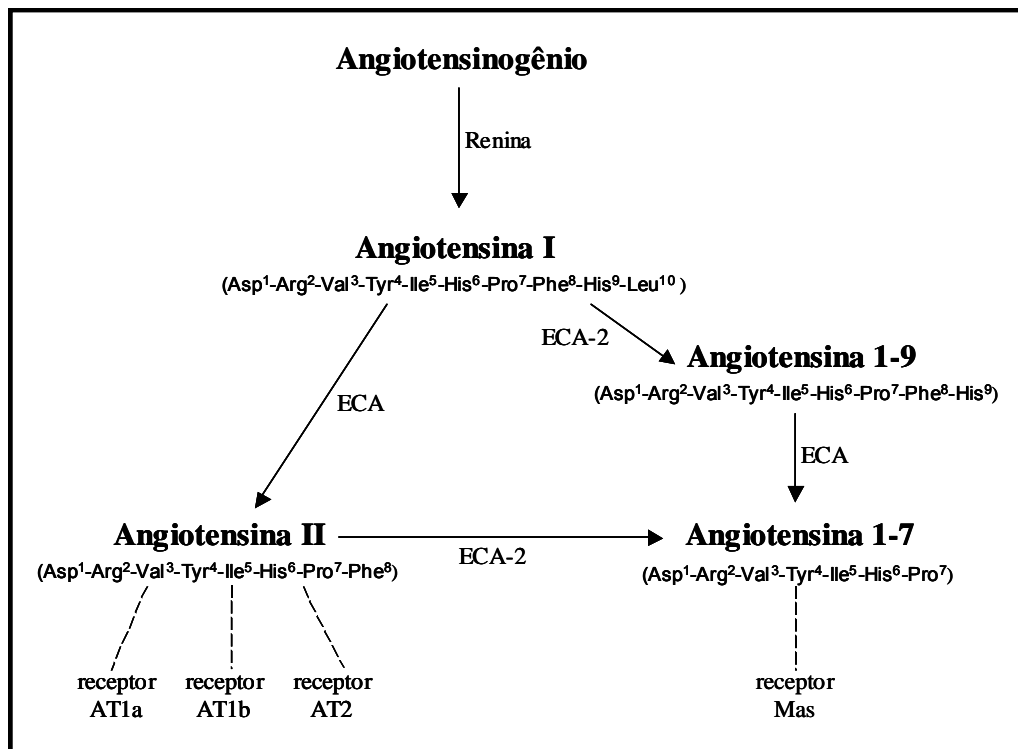 Angiotensinogênio
Renina
Angiotensina I
(Asp¹-Arg²-Val³-Tyr⁴-Ile⁵-His⁶-Pro⁷-Phe⁸-His⁹-Leu¹⁰ )
ECA-2
Angiotensina 1-9
(Asp¹-Arg²-Val³-Tyr⁴-Ile⁵-His⁶-Pro⁷-Phe⁸-His⁹)
ECA
ECA
Angiotensina II
(Asp¹-Arg²-Val³-Tyr⁴-Ile⁵-His⁶-Pro⁷-Phe⁸)
ECA-2
Angiotensina 1-7
(Asp¹-Arg²-Val³-Tyr⁴-Ile⁵-His⁶-Pro⁷)
receptor
AT1a
receptor
AT1b
receptor
AT2
receptor
Mas